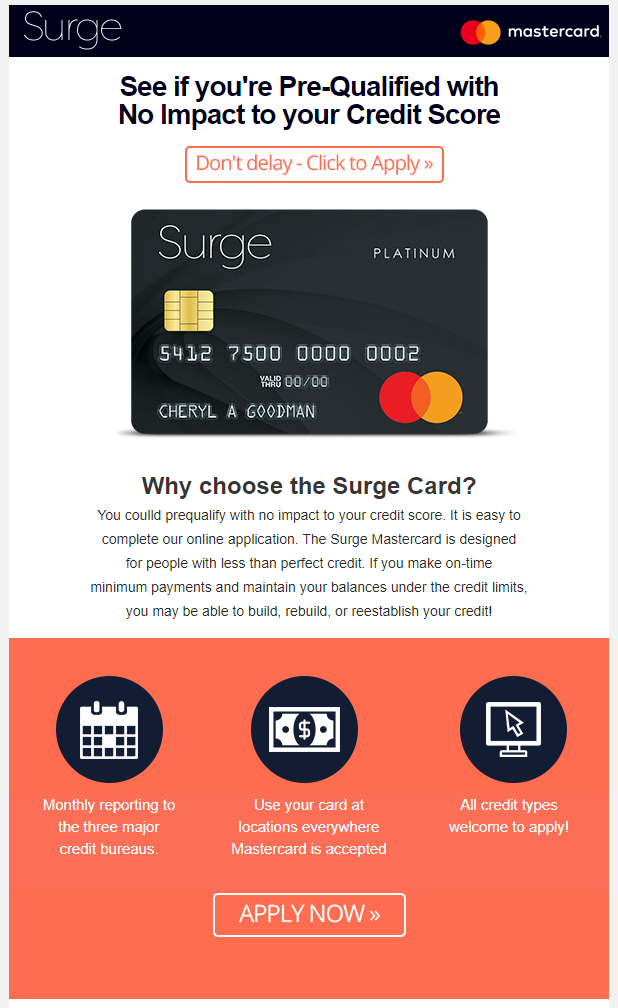 Surge
mastercard.
See if you're Pre-Qualified with
No Impact to your Credit Score
Don't delay - Click to Apply »
Surge
PLATINUM
5412 7500 0000 0002
VALID
THRU 00/00
CHERYL A GOODMAN
Why choose the Surge Card?
You coulld prequalify with no impact to your credit score. It is easy to
complete our online application. The Surge Mastercard is designed
for people with less than perfect credit. If you make on-time
minimum payments and maintain your balances under the credit limits,
you may be able to build, rebuild, or reestablish your credit!
$
Monthly reporting to
the three major
credit bureaus.
Use your card at
locations everywhere
Mastercard is accepted
All credit types
welcome to apply!
APPLY NOW »